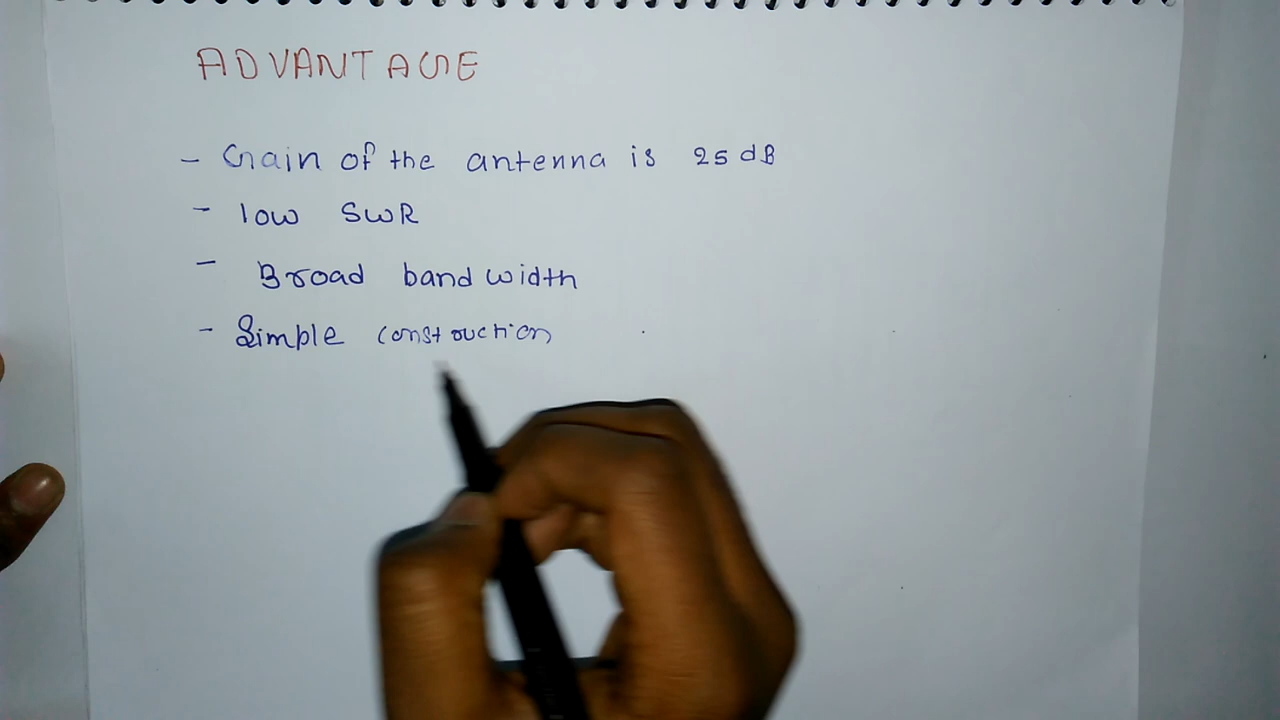 ADVANTAGE
- Gain of the antenna is 25 dB
- low SWR
- Broad band width
- Simple construction